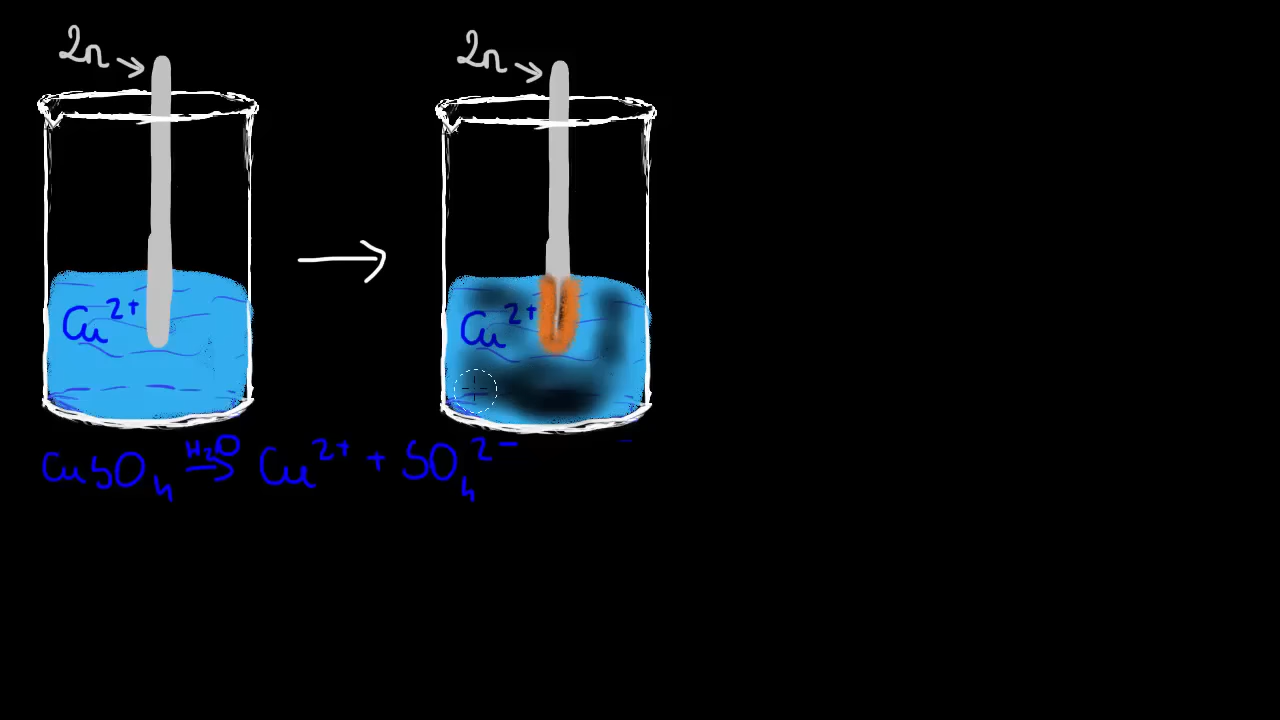 Zn
Zn
Cu²⁺
Cu²⁺
CuSO₄ H₂O→ Cu²⁺ + SO₄²⁻